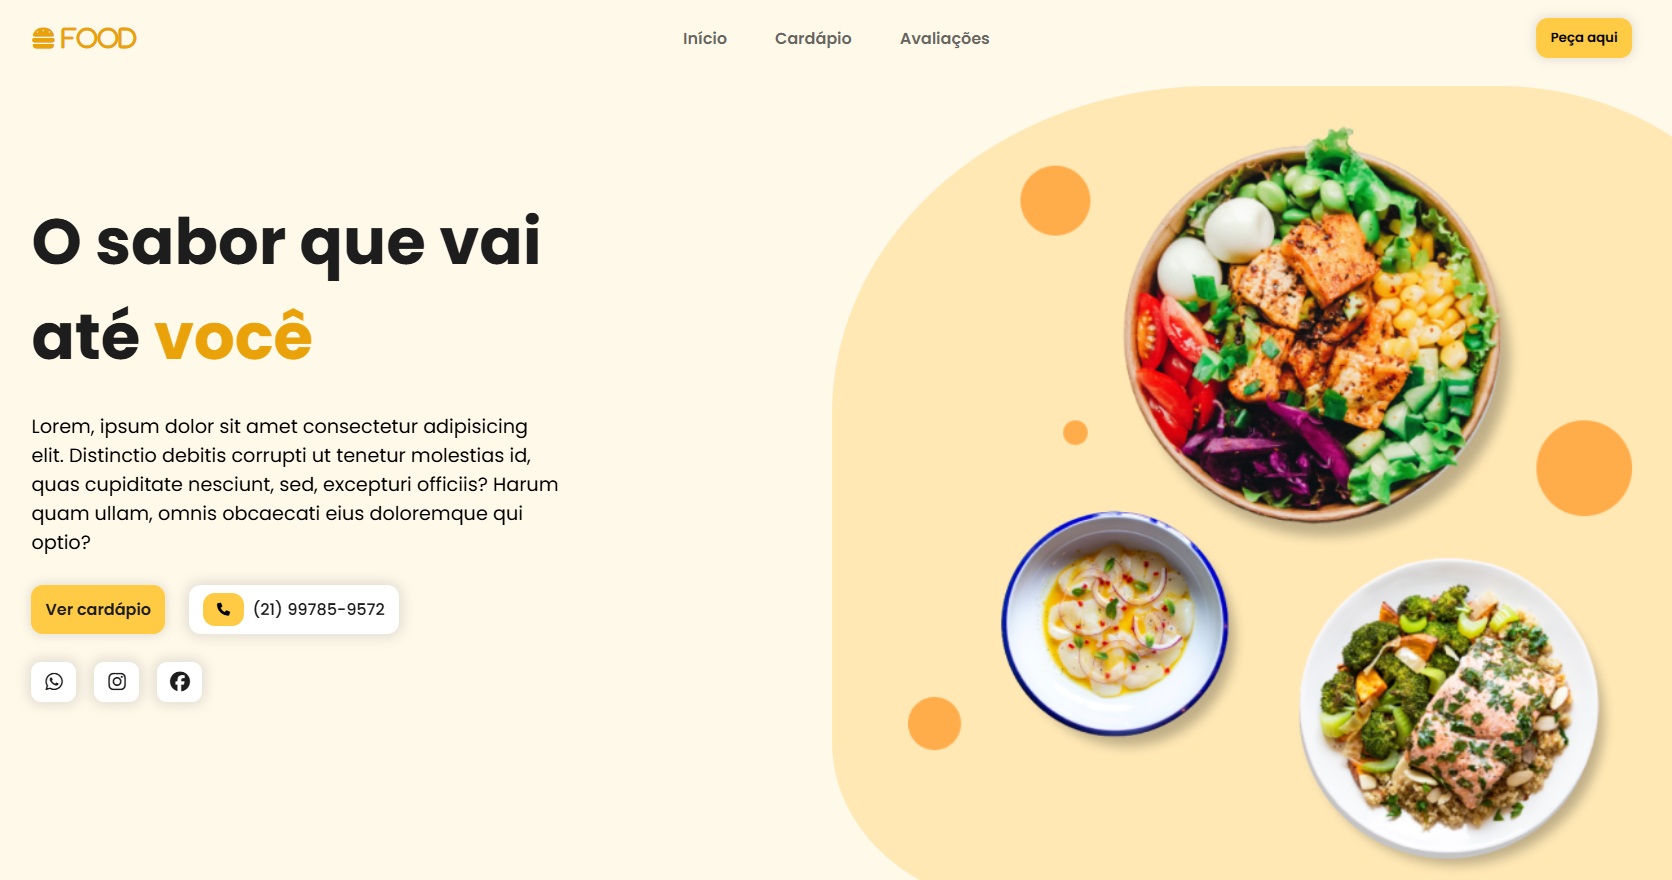 FOOD
Início
Cardápio
Avaliações
Peça aqui
O sabor que vai
até você
Lorem, ipsum dolor sit amet consectetur adipisicing
elit. Distinctio debitis corrupti ut tenetur molestias id,
quas cupiditate nesciunt, sed, excepturi officiis? Harum
quam ullam, omnis obcaecati eius doloremque qui
optio?
Ver cardápio
(21) 99785-9572